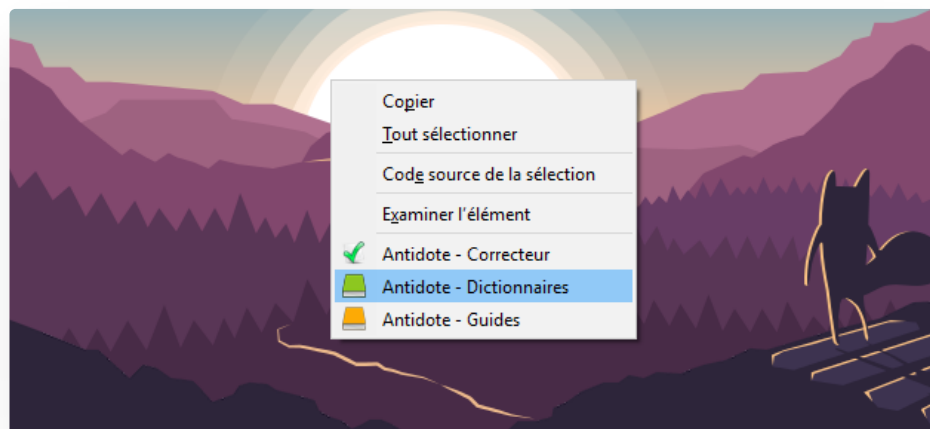 Copier
Tout sélectionner
Code source de la sélection
Examiner l'élément
Antidote - Correcteur
Antidote - Dictionnaires
Antidote - Guides